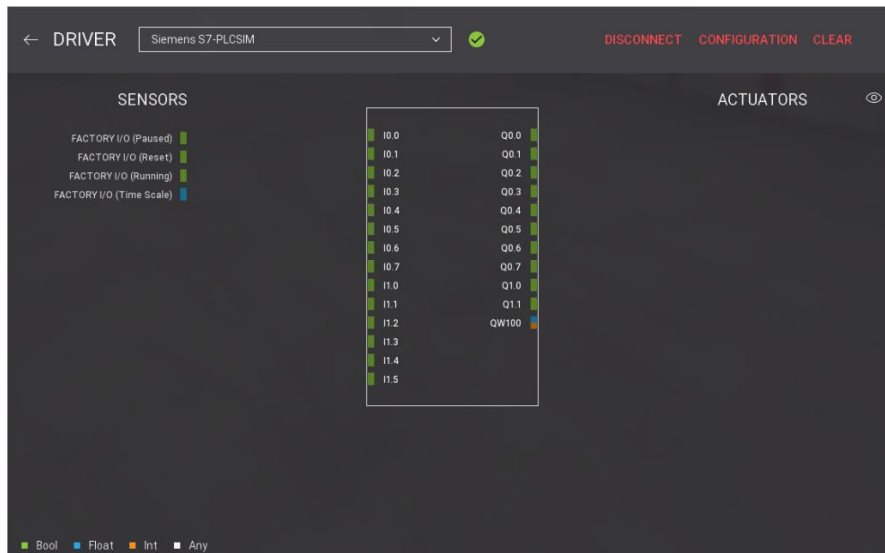 ← DRIVER Siemens S7-PLCSIM DISCONNECT CONFIGURATION CLEAR
SENSORS
ACTUATORS
FACTORY I/O (Paused)
FACTORY I/O (Reset)
FACTORY I/O (Running)
FACTORY I/O (Time Scale)
I0.0 Q0.0
I0.1 Q0.1
I0.2 Q0.2
I0.3 Q0.3
I0.4 Q0.4
I0.5 Q0.5
I0.6 Q0.6
I0.7 Q0.7
I1.0 Q1.0
I1.1 Q1.1
I1.2 QW100
I1.3
I1.4
I1.5
Bool Float Int Any